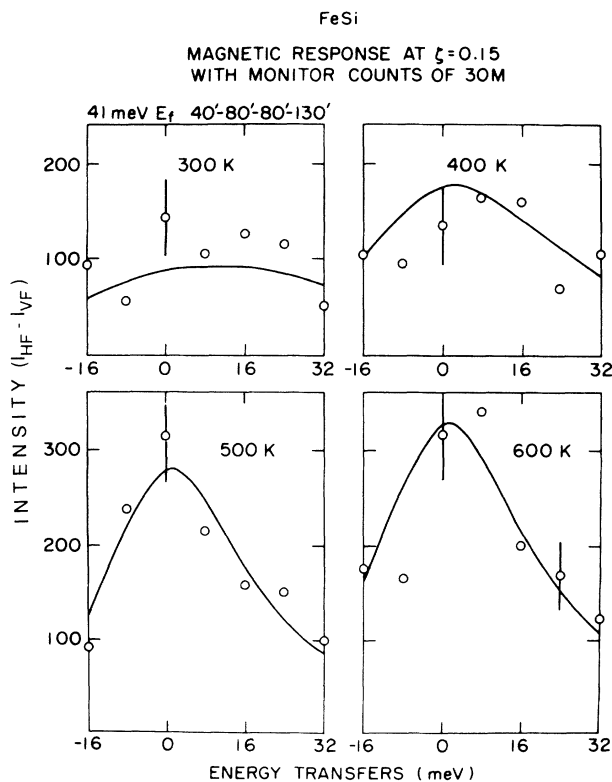 FeSi
MAGNETIC RESPONSE AT ζ=0.15
WITH MONITOR COUNTS OF 30M
41 meV Ef 40'-80'-80'-130'
300 K
400 K
200
100
0
-16 0 16 32
-16 0 16 32
INTENSITY (IHF - IVF)
500 K
600 K
300
200
100
-16 0 16 32
-16 0 16 32
ENERGY TRANSFERS (meV)